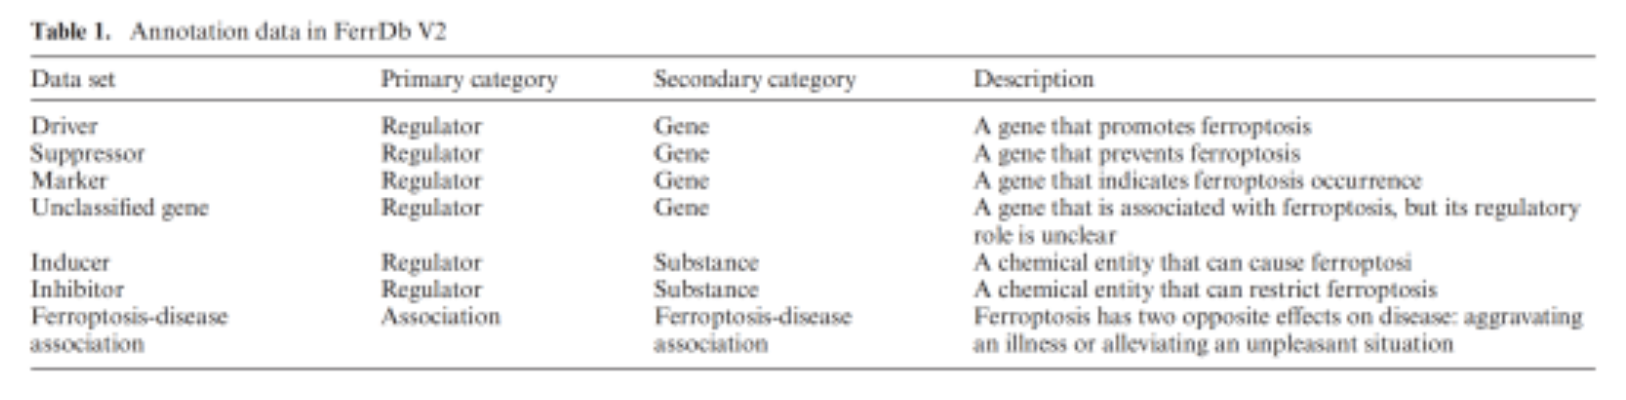 Table 1. Annotation data in FerrDb V2
Data set Primary category Secondary category Description
Driver Regulator Gene A gene that promotes ferroptosis
Suppressor Regulator Gene A gene that prevents ferroptosis
Marker Regulator Gene A gene that indicates ferroptosis occurrence
Unclassified gene Regulator Gene A gene that is associated with ferroptosis, but its regulatory
role is unclear
Inducer Regulator Substance A chemical entity that can cause ferroptosi
Inhibitor Regulator Substance A chemical entity that can restrict ferroptosis
Ferroptosis-disease Association Ferroptosis-disease Ferroptosis has two opposite effects on disease: aggravating
association association an illness or alleviating an unpleasant situation